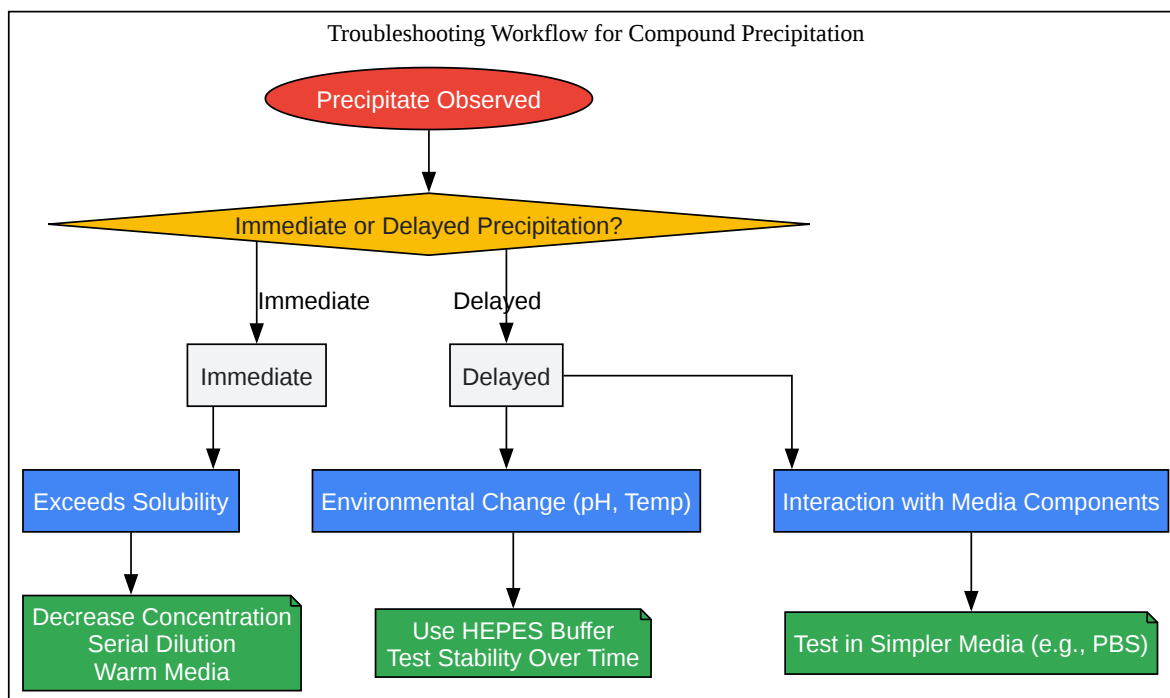 Troubleshooting Workflow for Compound Precipitation
Precipitate Observed
Immediate or Delayed Precipitation?
Immediate
Delayed
Immediate
Delayed
Exceeds Solubility
Environmental Change (pH, Temp)
Interaction with Media Components
Decrease Concentration
Serial Dilution
Warm Media
Use HEPES Buffer
Test Stability Over Time
Test in Simpler Media (e.g., PBS)